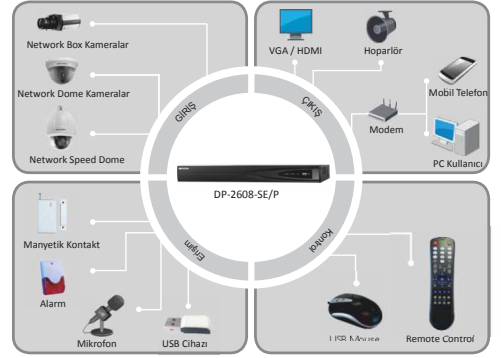 Network Box Kameralar
Network Dome Kameralar
Network Speed Dome
GİRİŞ
VGA / HDMI
Hoparlör
Mobil Telefon
Modem
PC Kullanıcı
ÇIKIŞ
DP-2608-SE/P
Erişim
Kontrol
Manyetik Kontakt
Alarm
Mikrofon
USB Cihazı
USB Mouse
Remote Control